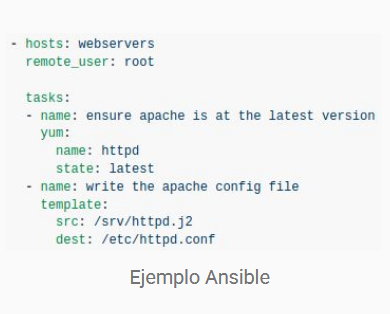 - hosts: webservers
  remote_user: root

  tasks:
  - name: ensure apache is at the latest version
    yum:
      name: httpd
      state: latest
  - name: write the apache config file
    template:
      src: /srv/httpd.j2
      dest: /etc/httpd.conf
Ejemplo Ansible